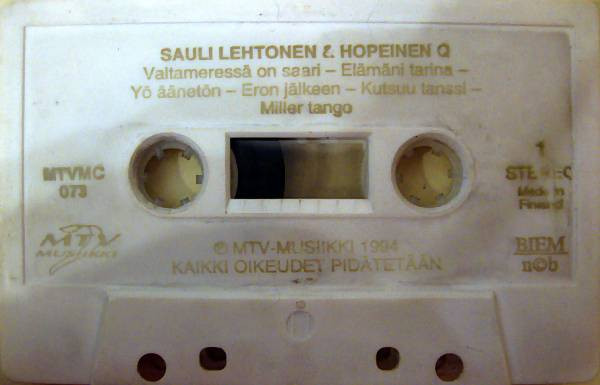 SAULI LEHTONEN & HOPEINEN Q
Valtameressä on saari – Elämäni tarina –
Yö äänetön – Eron jälkeen – Kutsuu tanssi –
Miller tango
MTVMC
073
1
STEREO
Made in
Finland
MTV
MUSIIKKI
© MTV-MUSIIKKI 1994
KAIKKI OIKEUDET PIDÄTETÄÄN
BIEM
n©b